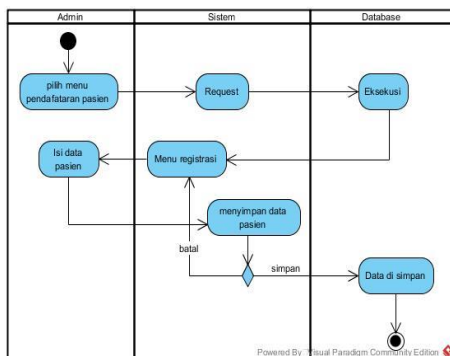 Admin
Sistem
Database
pilih menu
pendafataran pasien
Request
Eksekusi
Isi data
pasien
Menu registrasi
menyimpan data
pasien
batal
simpan
Data di simpan
Powered By Visual Paradigm Community Edition